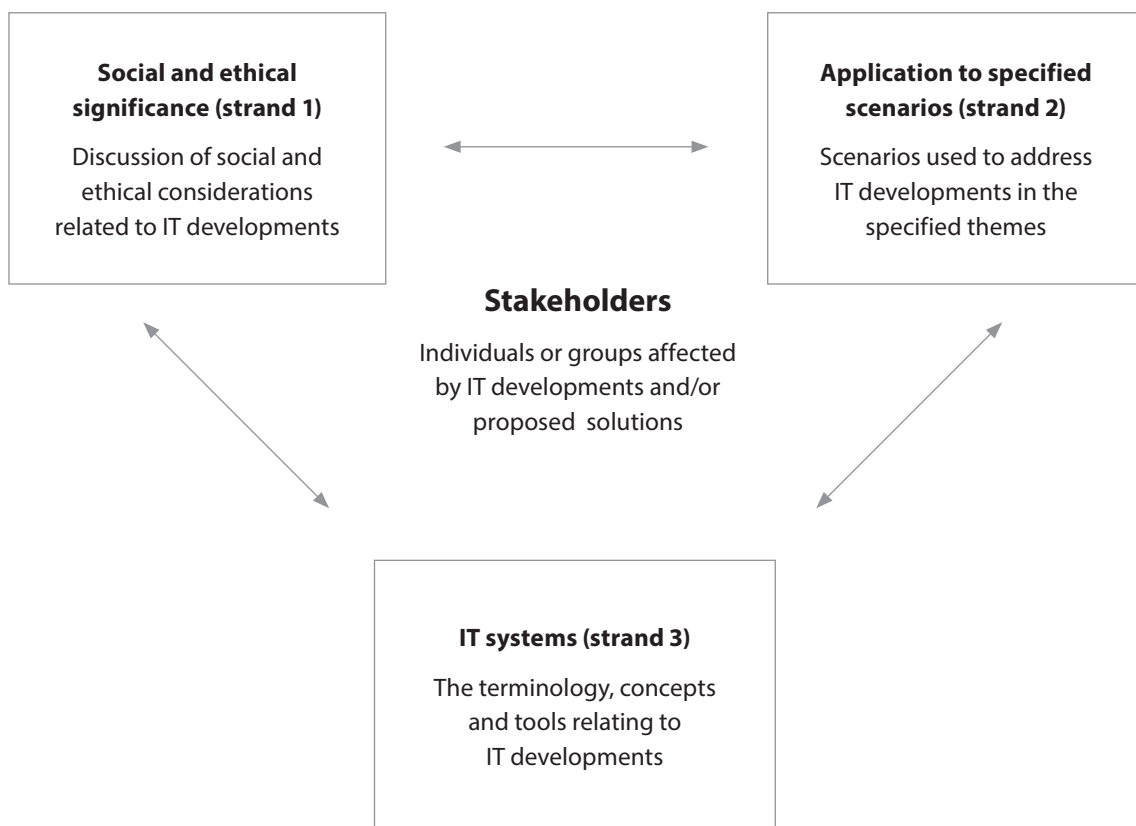 Social and ethical
significance (strand 1)
Discussion of social and
ethical considerations
related to IT developments
Application to specified
scenarios (strand 2)
Scenarios used to address
IT developments in the
specified themes
Stakeholders
Individuals or groups affected
by IT developments and/or
proposed solutions
IT systems (strand 3)
The terminology, concepts
and tools relating to
IT developments